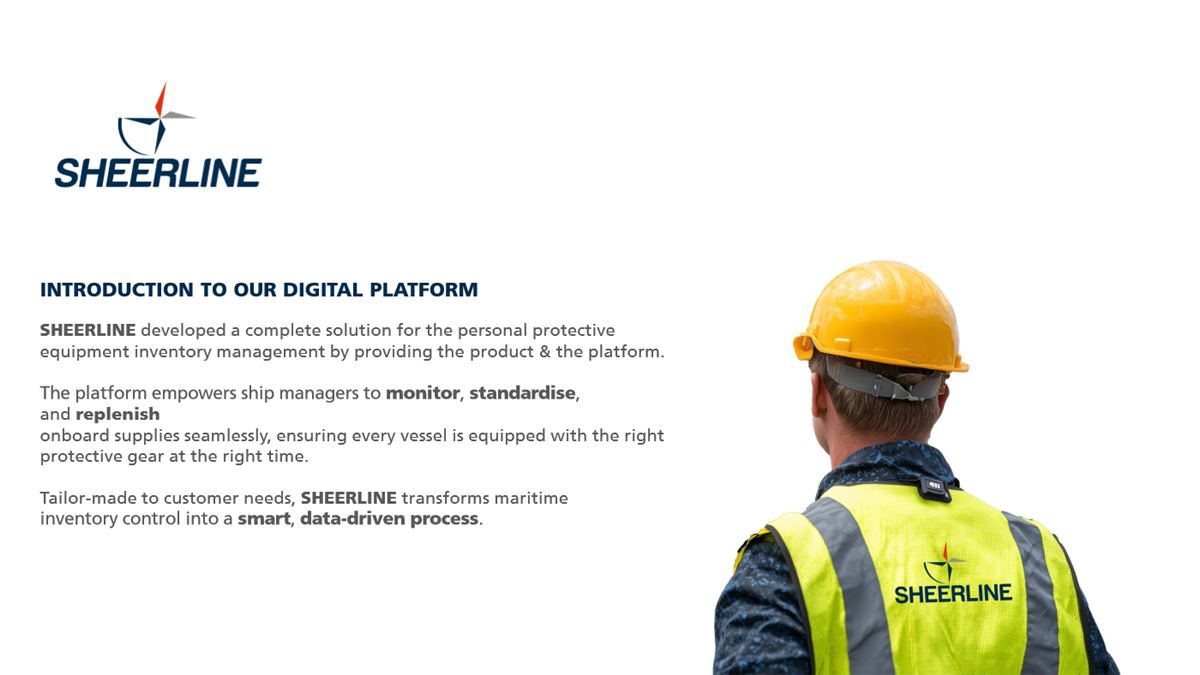 SHEERLINE
INTRODUCTION TO OUR DIGITAL PLATFORM
SHEERLINE developed a complete solution for the personal protective
equipment inventory management by providing the product & the platform.
The platform empowers ship managers to monitor, standardise,
and replenish
onboard supplies seamlessly, ensuring every vessel is equipped with the right
protective gear at the right time.
Tailor-made to customer needs, SHEERLINE transforms maritime
inventory control into a smart, data-driven process.
SHEERLINE